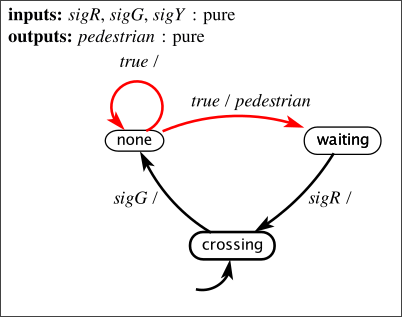 inputs: sigR, sigG, sigY : pure
outputs: pedestrian : pure
true /
true / pedestrian
none
waiting
sigG /
sigR /
crossing